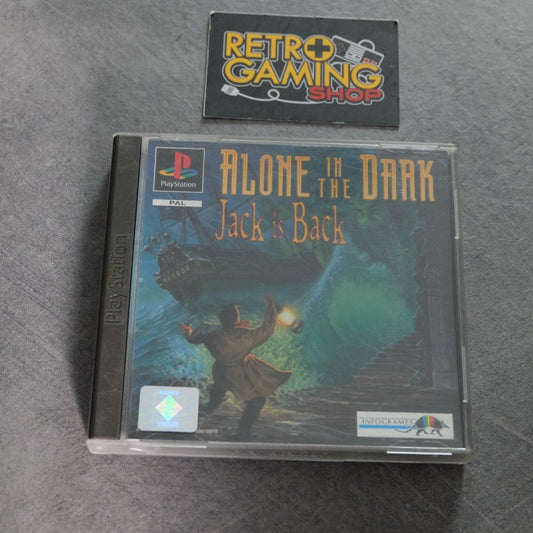 RETRO
GAMING
SHOP
PlayStation
PAL
ALONE IN THE DARK
Jack is Back
PlayStation
INFOGRAMES